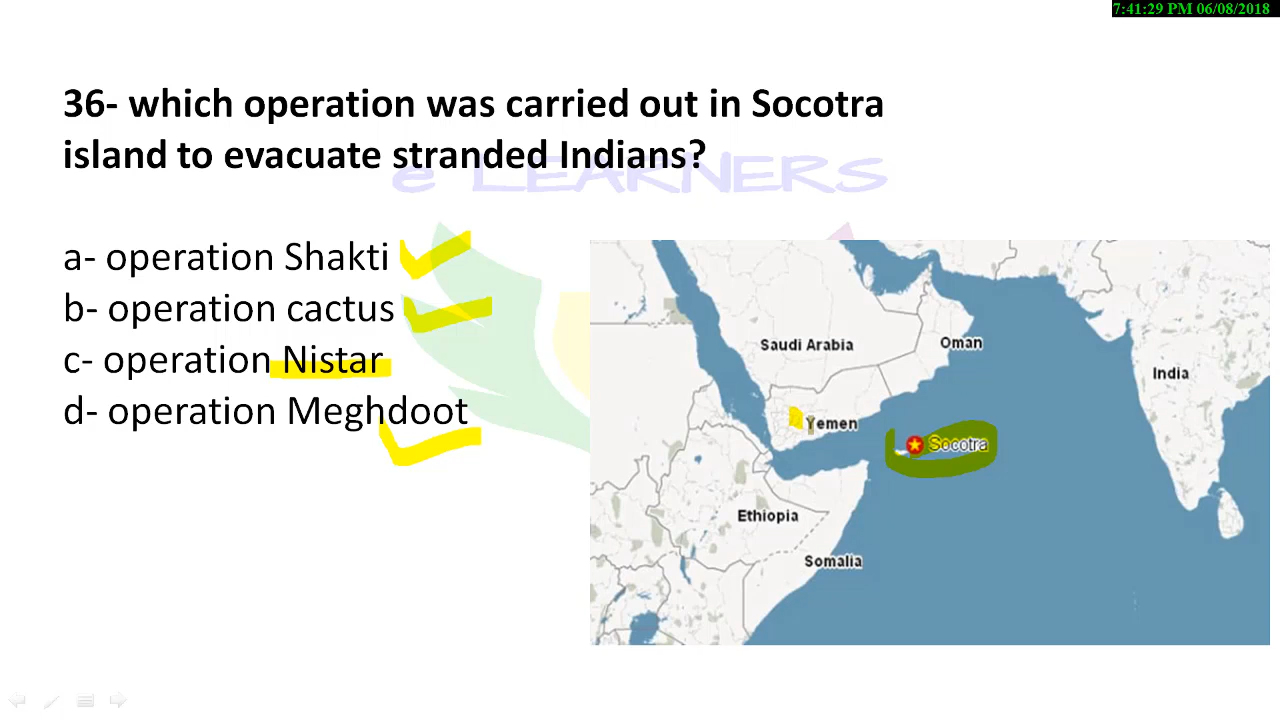 7:41:29 PM 06/08/2018
36- which operation was carried out in Socotra
island to evacuate stranded Indians?
e LEARNERS
a- operation Shakti
b- operation cactus
c- operation Nistar
d- operation Meghdoot
Saudi Arabia
Oman
India
Yemen
Socotra
Ethiopia
Somalia